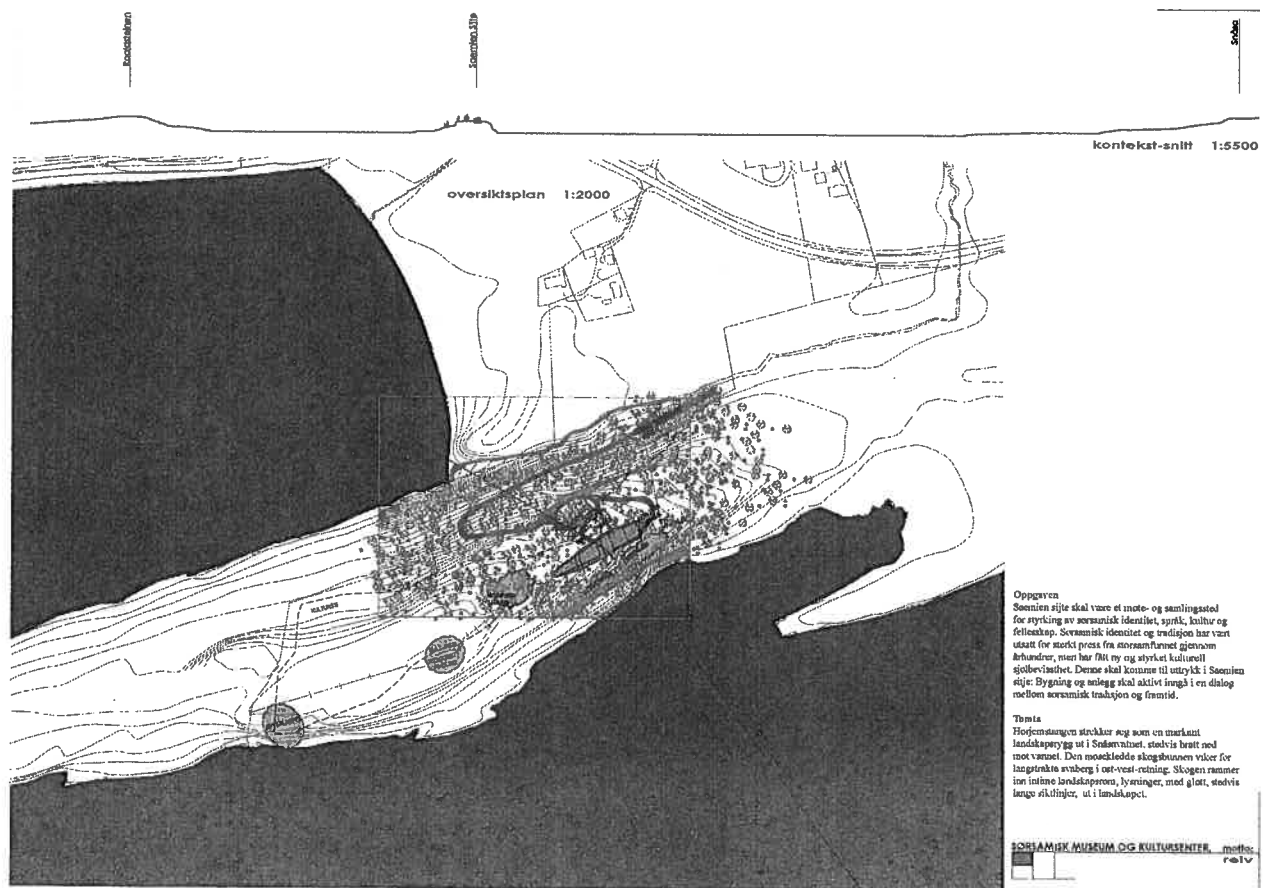 Saemien Sijte
Snåsa
kontekst-snitt 1:5500
oversiktsplan 1:2000
Oppgaven
Saemien sijte skal være et møte- og samlingssted
for styrking av sørsamisk identitet, språk, kultur og
fellesskap. Sørsamisk identitet og tradisjon har vært
utsatt for sterkt press fra storsamfunnet gjennom
århundrer, men har fått ny og styrket kulturell
sjølbevissthet. Denne skal komme til uttrykk i Saemien
sijte: Bygning og anlegg skal aktivt inngå i en dialog
mellom sørsamisk tradisjon og framtid.
Tomta
Horjemstangen strekker seg som en markant
landskapsrygg ut i Snåsavatnet, stedvis bratt ned
mot vannet. Den mosekledde skogbunnen viker for
langstrakte svaberg i øst-vest-retning. Skogen rammer
inn intime landskapsrom, lysninger, med glott, stedvis
lange siktlinjer, ut i landskapet.
SØRSAMISK MUSEUM OG KULTURSENTER, motto:
reiv